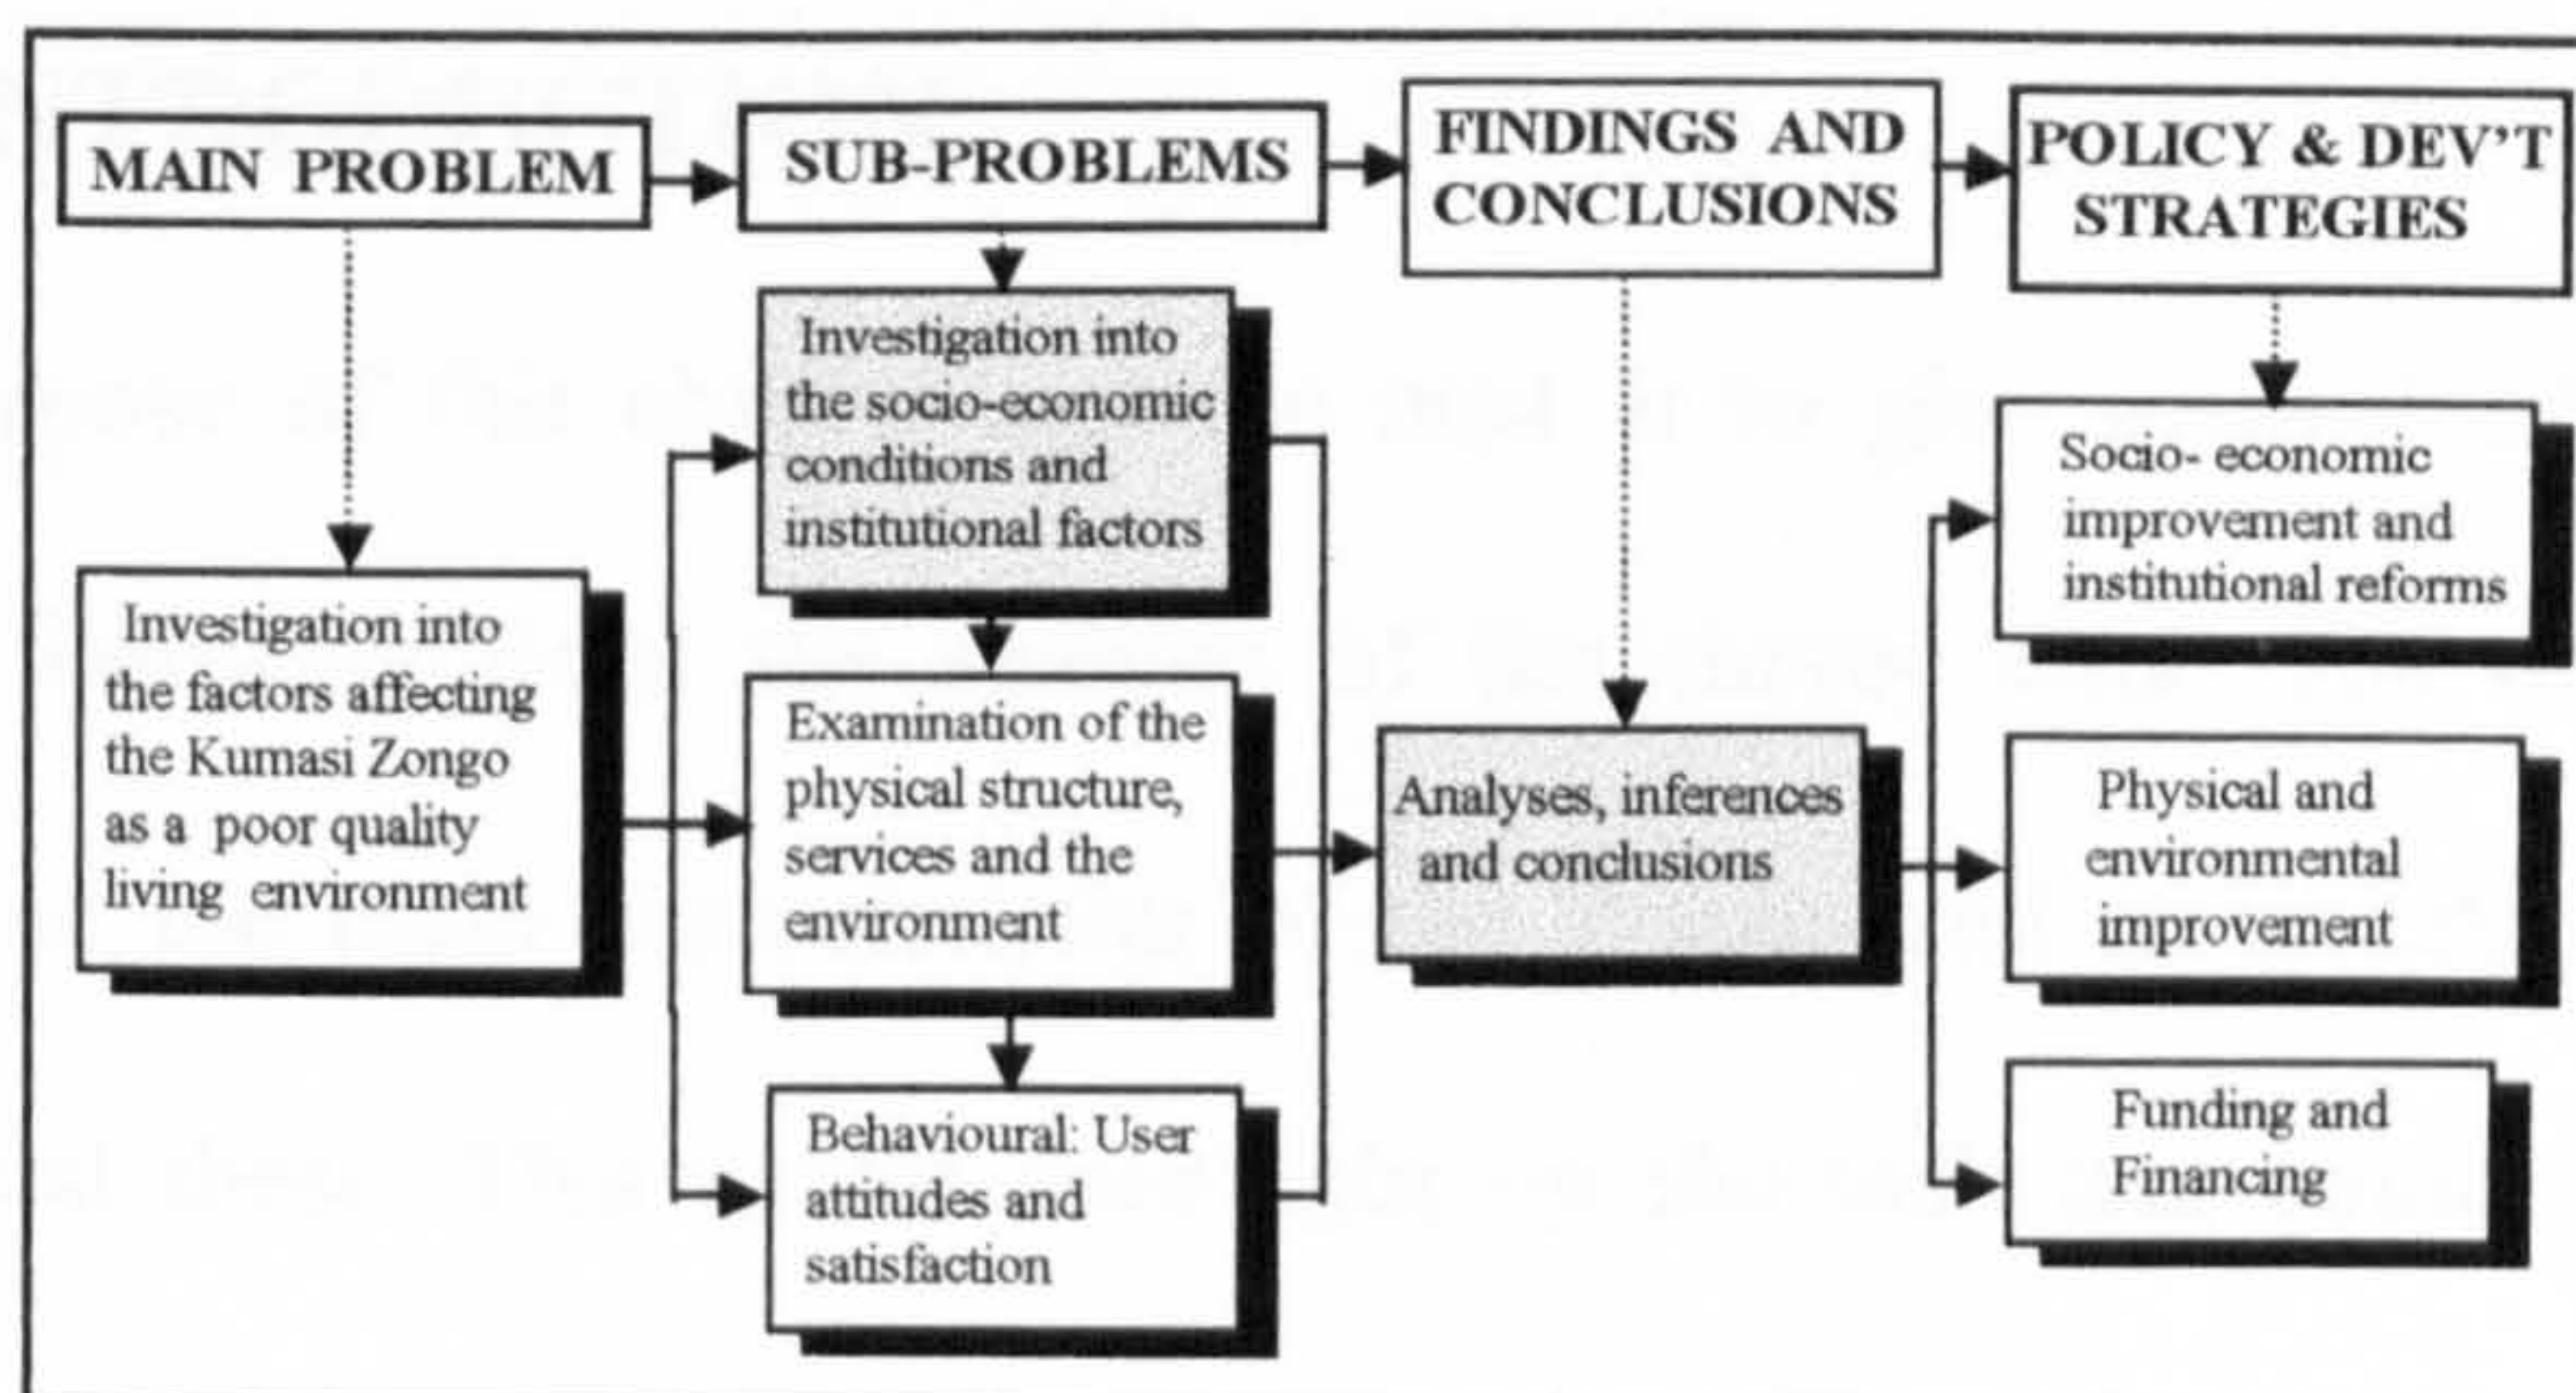 MAIN PROBLEM
SUB-PROBLEMS
FINDINGS AND
CONCLUSIONS
POLICY & DEV'T
STRATEGIES
Investigation into
the factors affecting
the Kumasi Zongo
as a poor quality
living environment
Investigation into
the socio-economic
conditions and
institutional factors
Examination of the
physical structure,
services and the
environment
Behavioural: User
attitudes and
satisfaction
Analyses, inferences
and conclusions
Socio- economic
improvement and
institutional reforms
Physical and
environmental
improvement
Funding and
Financing